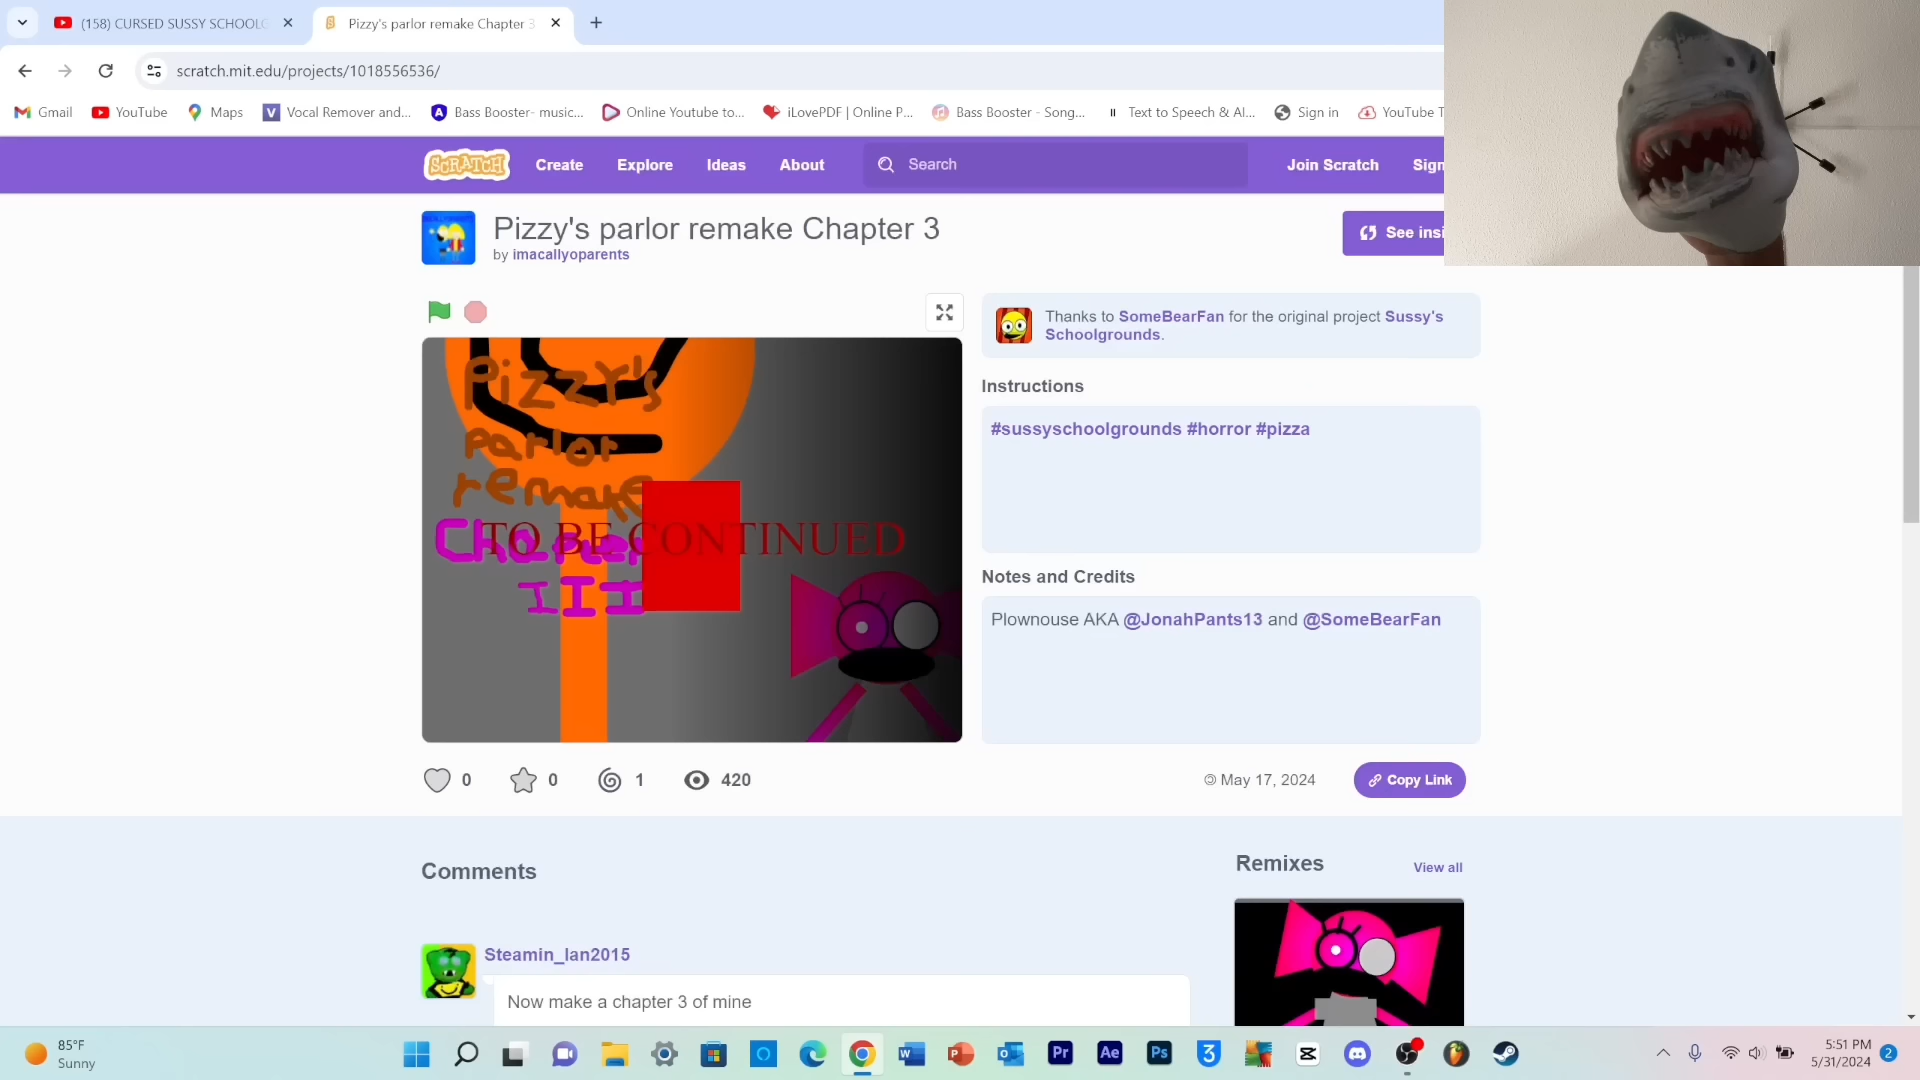 (158) CURSED SUSSY SCHOOLG
Pizzy's parlor remake Chapter 3
scratch.mit.edu/projects/1018556536/
Gmail
YouTube
Maps
Vocal Remover and...
Bass Booster- music...
Online Youtube to...
iLovePDF | Online P...
Bass Booster - Song...
Text to Speech & AI...
Sign in
YouTube T
SCRATCH
Create
Explore
Ideas
About
Search
Join Scratch
Sign
Pizzy's parlor remake Chapter 3
by imacallyoparents
See insi
Thanks to SomeBearFan for the original project Sussy's
Schoolgrounds.
Instructions
#sussyschoolgrounds #horror #pizza
Pizzy's
parlor
remake
Chapter
III
TO BE CONTINUED
Notes and Credits
Plownouse AKA @JonahPants13 and @SomeBearFan
0
0
1
420
May 17, 2024
Copy Link
Comments
Remixes
View all
Steamin_Ian2015
Now make a chapter 3 of mine
85°F
Sunny
5:51 PM
5/31/2024
2